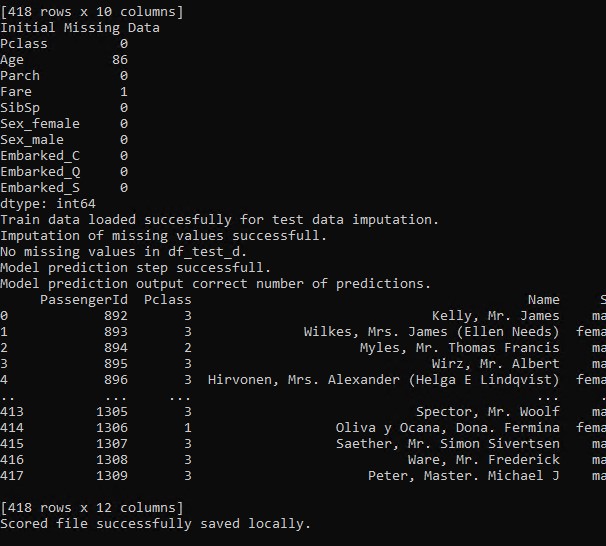 [418 rows x 10 columns]
Initial Missing Data
Pclass 0
Age 86
Parch 0
Fare 1
SibSp 0
Sex_female 0
Sex_male 0
Embarked_C 0
Embarked_Q 0
Embarked_S 0
dtype: int64
Train data loaded succesfully for test data imputation.
Imputation of missing values successfull.
No missing values in df_test_d.
Model prediction step successfull.
Model prediction output correct number of predictions.
PassengerId Pclass Name S
0 892 3 Kelly, Mr. James ma
1 893 3 Wilkes, Mrs. James (Ellen Needs) fema
2 894 2 Myles, Mr. Thomas Francis ma
3 895 3 Wirz, Mr. Albert ma
4 896 3 Hirvonen, Mrs. Alexander (Helga E Lindqvist) fema
.. ... ... ... .
413 1305 3 Spector, Mr. Woolf ma
414 1306 1 Oliva y Ocana, Dona. Fermina fema
415 1307 3 Saether, Mr. Simon Sivertsen ma
416 1308 3 Ware, Mr. Frederick ma
417 1309 3 Peter, Master. Michael J ma
[418 rows x 12 columns]
Scored file successfully saved locally.